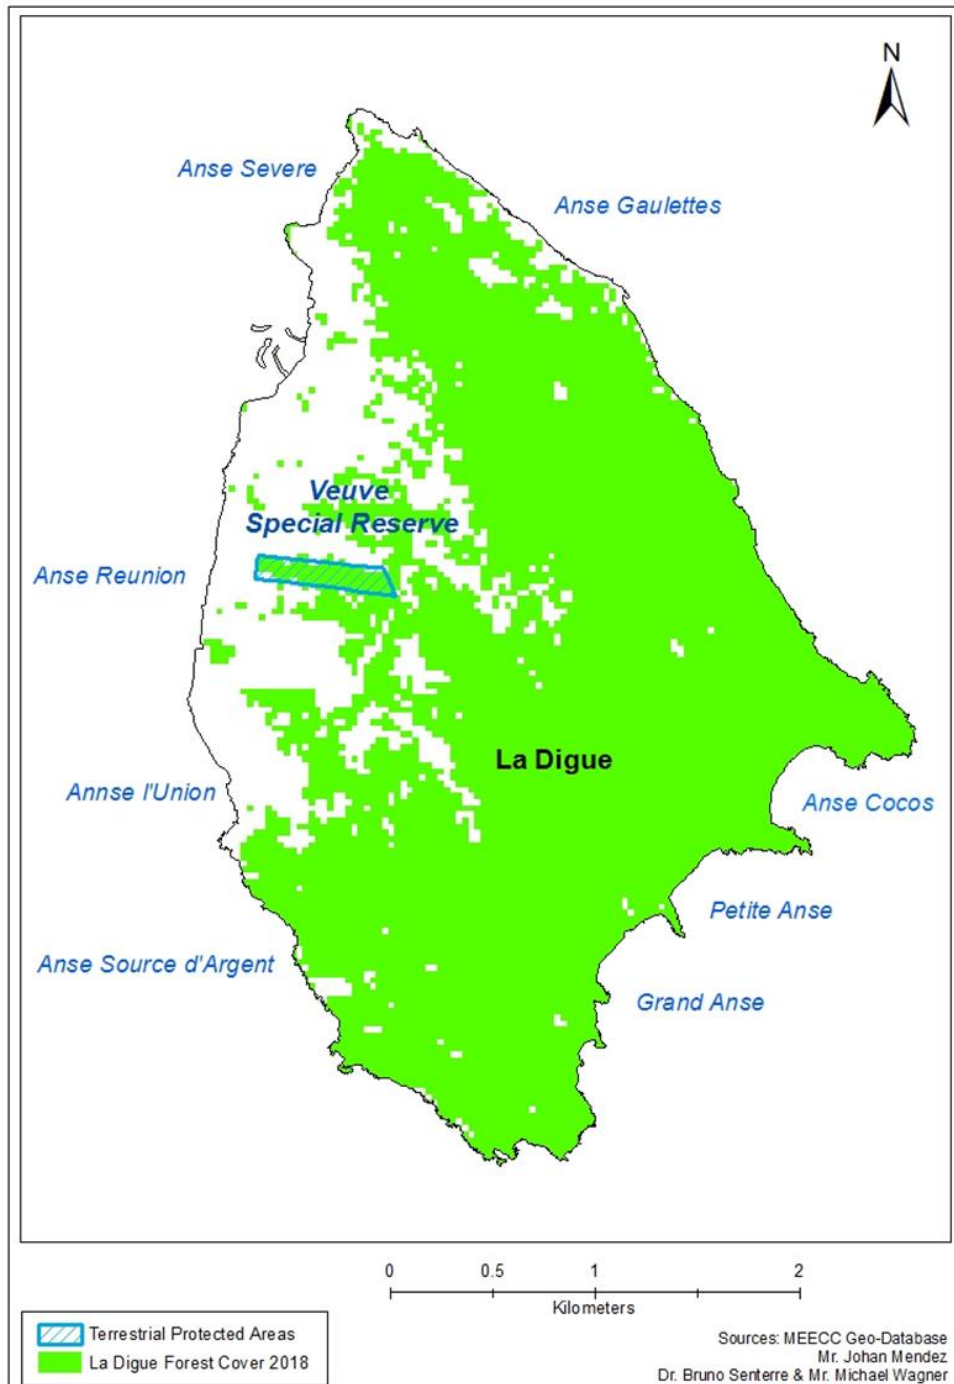 N
Anse Severe
Anse Gaulettes
Veuve
Special Reserve
Anse Reunion
La Digue
Annse l'Union
Anse Cocos
Petite Anse
Anse Source d'Argent
Grand Anse
0 0.5 1 2
Kilometers
Terrestrial Protected Areas
La Digue Forest Cover 2018
Sources: MEECC Geo-Database
Mr. Johan Mendez
Dr. Bruno Senterre & Mr. Michael Wagner